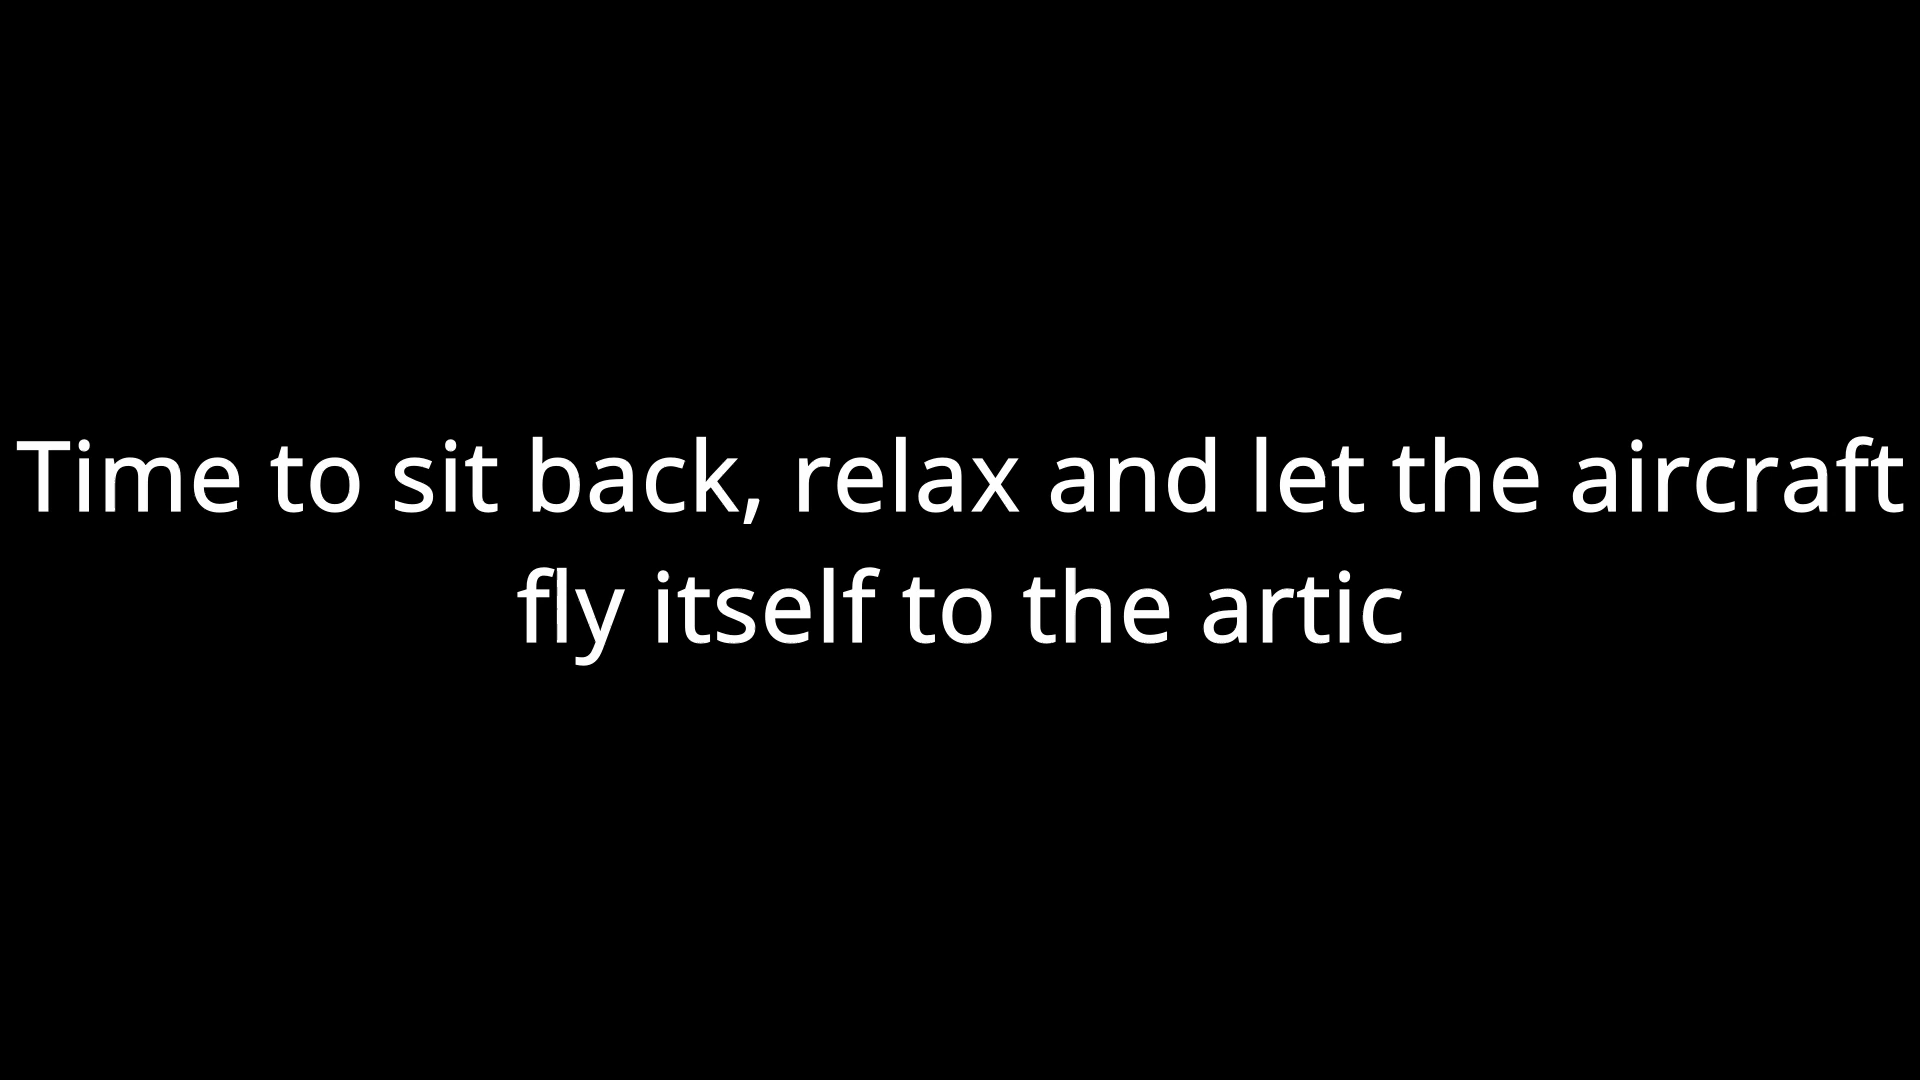 Time to sit back, relax and let the aircraft
fly itself to the artic